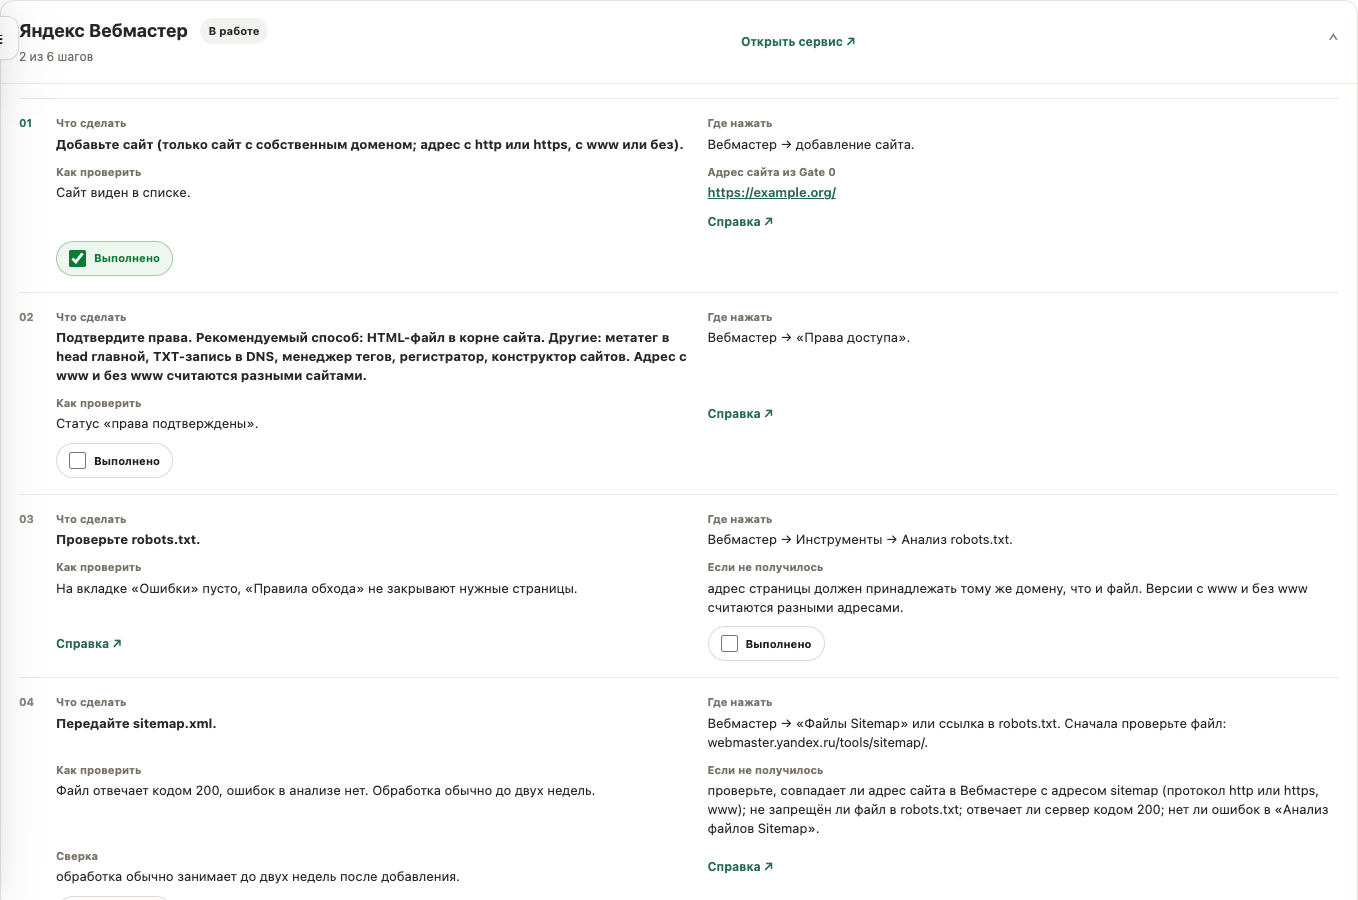 Яндекс Вебмастер
В работе
2 из 6 шагов
Открыть сервис ↗
01
Что сделать
Добавьте сайт (только сайт с собственным доменом; адрес с http или https, с www или без).
Где нажать
Вебмастер → добавление сайта.
Как проверить
Сайт виден в списке.
Адрес сайта из Gate 0
https://example.org/
Справка ↗
Выполнено
02
Что сделать
Подтвердите права. Рекомендуемый способ: HTML-файл в корне сайта. Другие: метатег в
head главной, TXT-запись в DNS, менеджер тегов, регистратор, конструктор сайтов. Адрес с
www и без www считаются разными сайтами.
Где нажать
Вебмастер → «Права доступа».
Как проверить
Статус «права подтверждены».
Справка ↗
Выполнено
03
Что сделать
Проверьте robots.txt.
Где нажать
Вебмастер → Инструменты → Анализ robots.txt.
Как проверить
На вкладке «Ошибки» пусто, «Правила обхода» не закрывают нужные страницы.
Если не получилось
адрес страницы должен принадлежать тому же домену, что и файл. Версии с www и без www
считаются разными адресами.
Справка ↗
Выполнено
04
Что сделать
Передайте sitemap.xml.
Где нажать
Вебмастер → «Файлы Sitemap» или ссылка в robots.txt. Сначала проверьте файл:
webmaster.yandex.ru/tools/sitemap/.
Как проверить
Файл отвечает кодом 200, ошибок в анализе нет. Обработка обычно до двух недель.
Если не получилось
проверьте, совпадает ли адрес сайта в Вебмастере с адресом sitemap (протокол http или https,
www); не запрещён ли файл в robots.txt; отвечает ли сервер кодом 200; нет ли ошибок в «Анализ
файлов Sitemap».
Сверка
обработка обычно занимает до двух недель после добавления.
Справка ↗